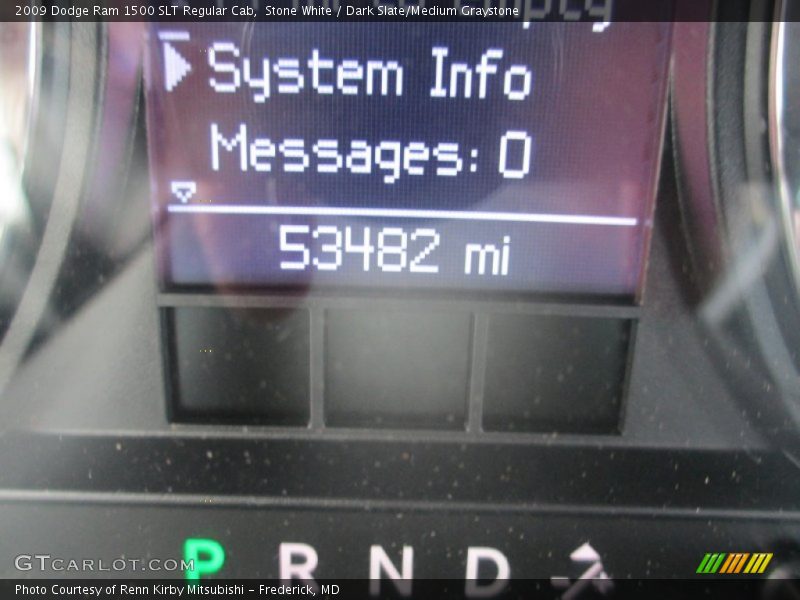 2009 Dodge Ram 1500 SLT Regular Cab, Stone White / Dark Slate/Medium Graystone
System Info
Messages: 0
53482 mi
P R N D
GTCARLOT.COM
Photo Courtesy of Renn Kirby Mitsubishi – Frederick, MD